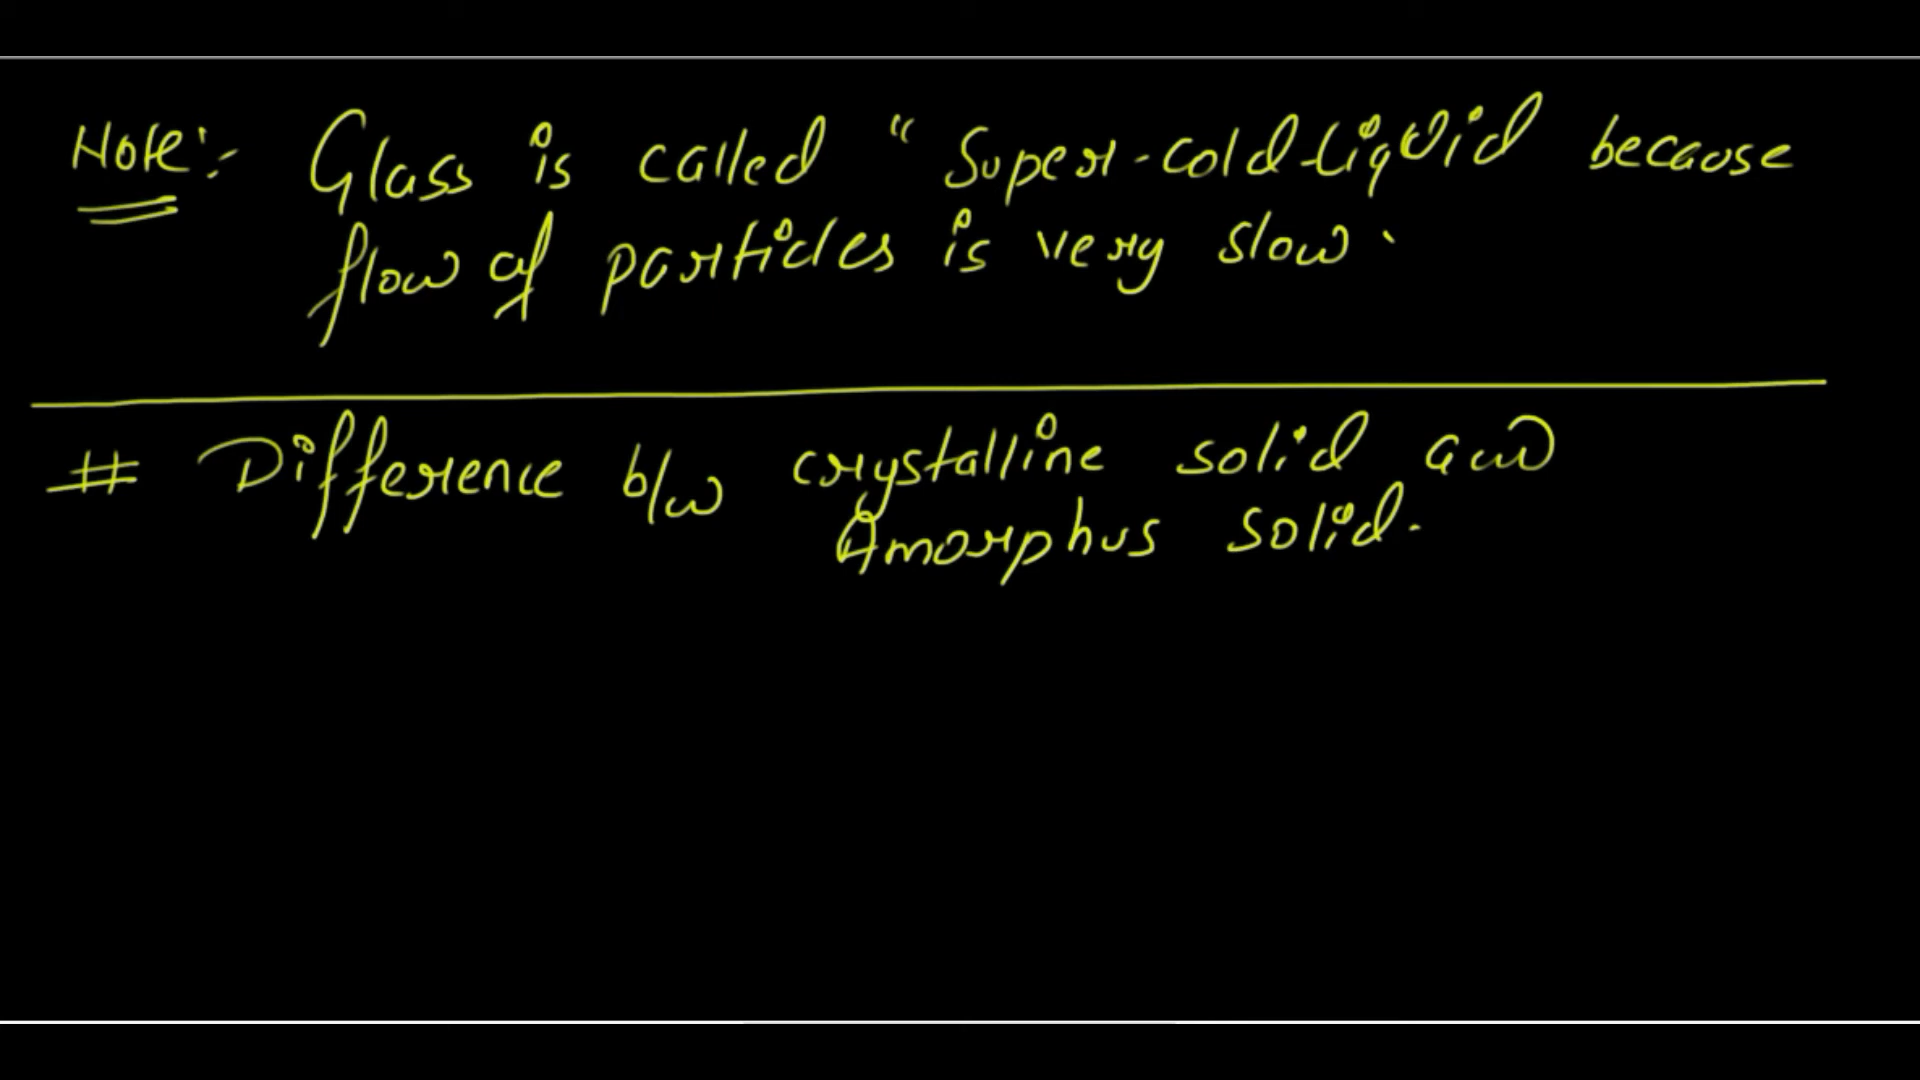 Note:- Glass is called "Super-cold-liquid because
flow of particles is very slow.
# Difference b/w crystalline solid and
Amorphus solid.